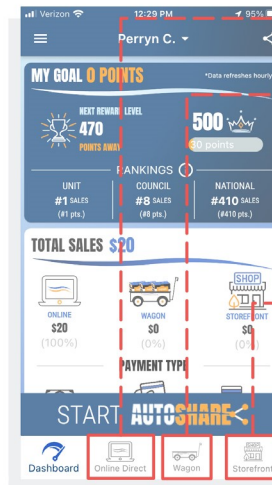 Verizon 12:29 PM 95%
Perryn C.
MY GOAL 0 POINTS
*Data refreshes hourly
NEXT REWARD LEVEL
470
POINTS AWAY
500
30 points
RANKINGS
UNIT COUNCIL NATIONAL
#1 SALES #8 SALES #410 SALES
(#1 pts.) (#8 pts.) (#410 pts.)
TOTAL SALES $20
SHOP
ONLINE WAGON STOREFRONT
$20 $0 $0
(100%) (0%) (0%)
PAYMENT TYPE
START AUTOSHARE
Dashboard Online Direct Wagon Storefront